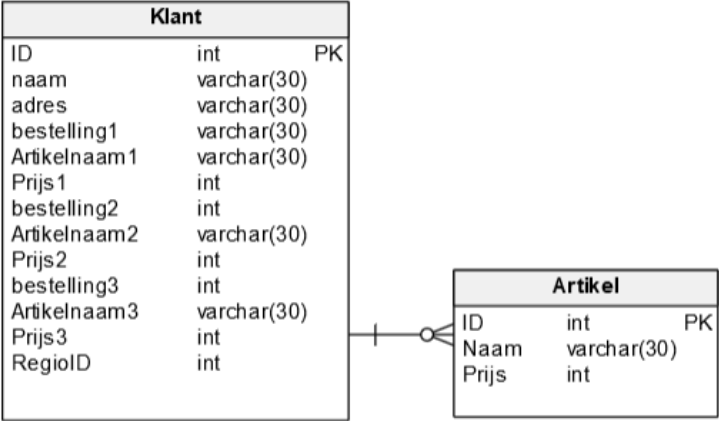 Klant
ID int PK
naam varchar(30)
adres varchar(30)
bestelling1 varchar(30)
Artikelnaam1 varchar(30)
Prijs1 int
bestelling2 int
Artikelnaam2 varchar(30)
Prijs2 int
bestelling3 int
Artikelnaam3 varchar(30)
Prijs3 int
RegioID int
Artikel
ID int PK
Naam varchar(30)
Prijs int